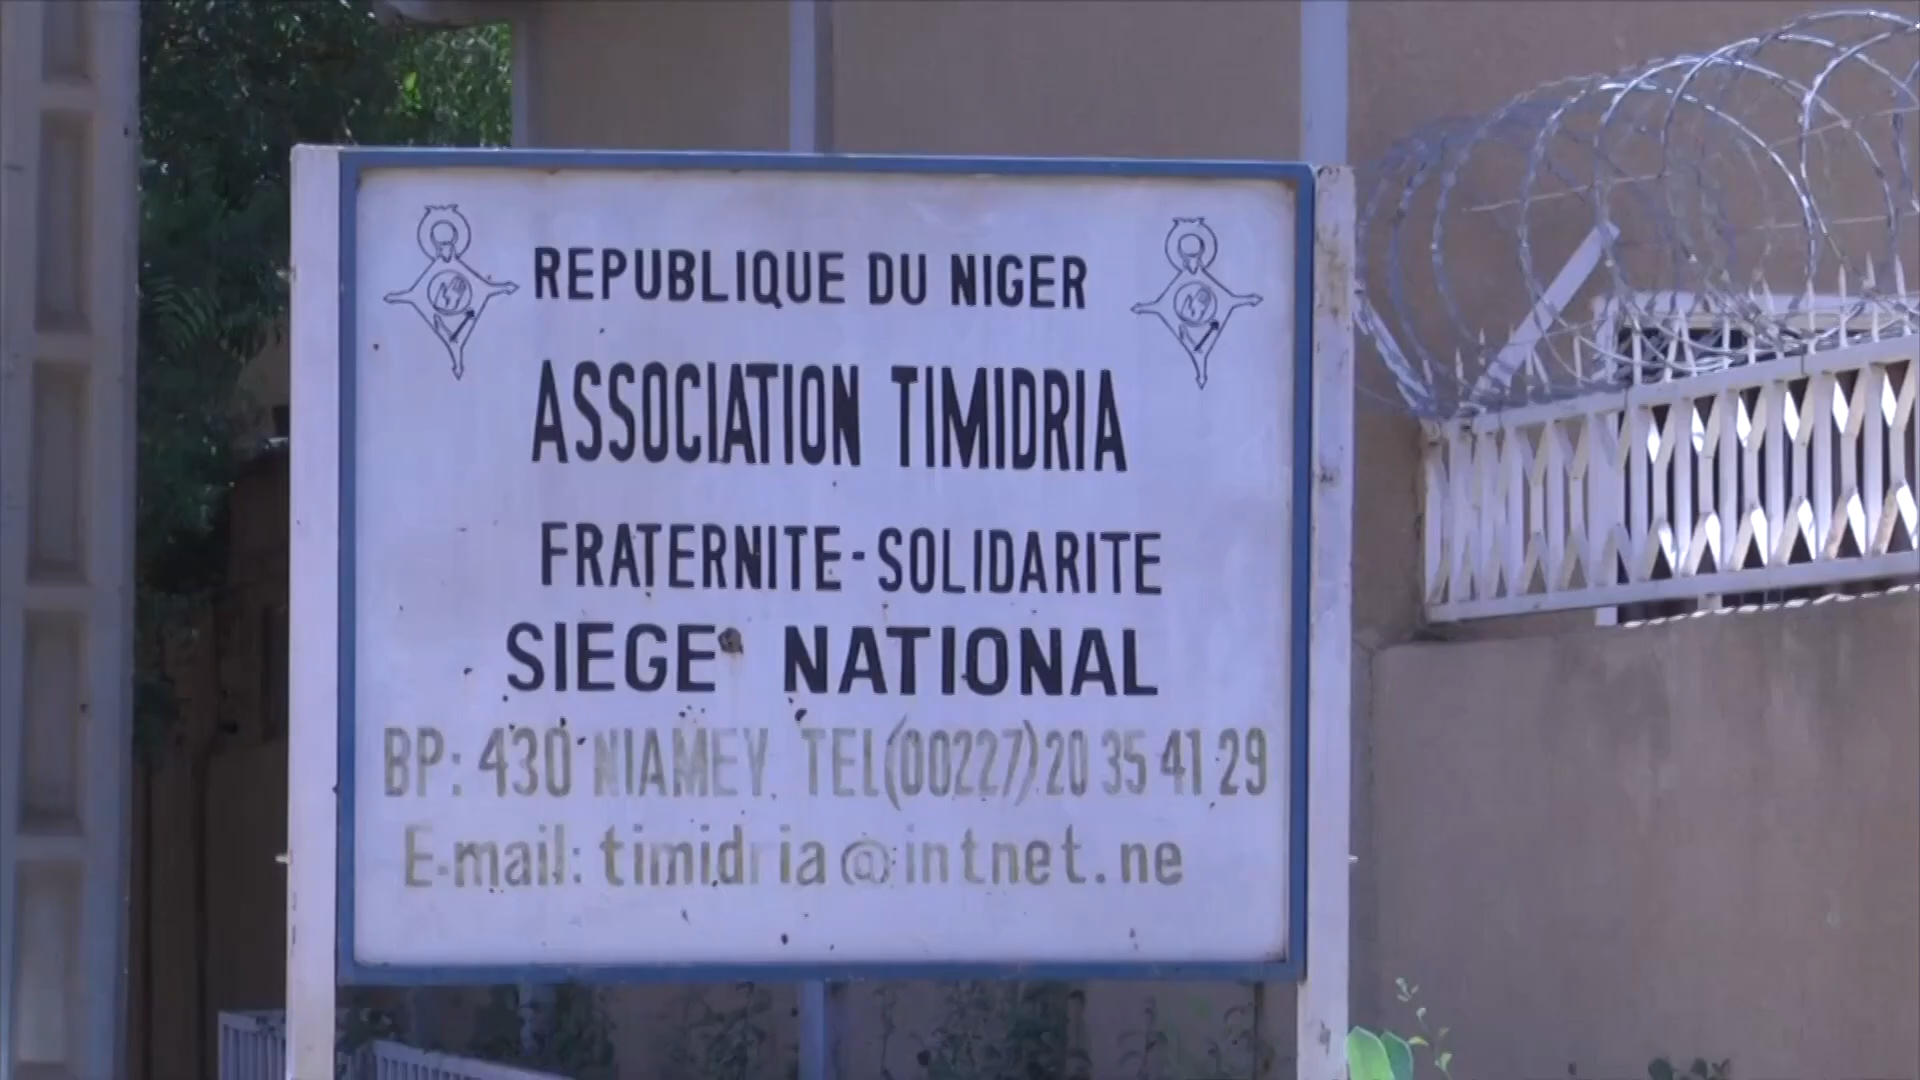 REPUBLIQUE DU NIGER
ASSOCIATION TIMIDRIA
FRATERNITE-SOLIDARITE
SIEGE NATIONAL
BP: 430 NIAMEY TEL(00227)20 35 41 29
E-mail: timidria@intnet.ne